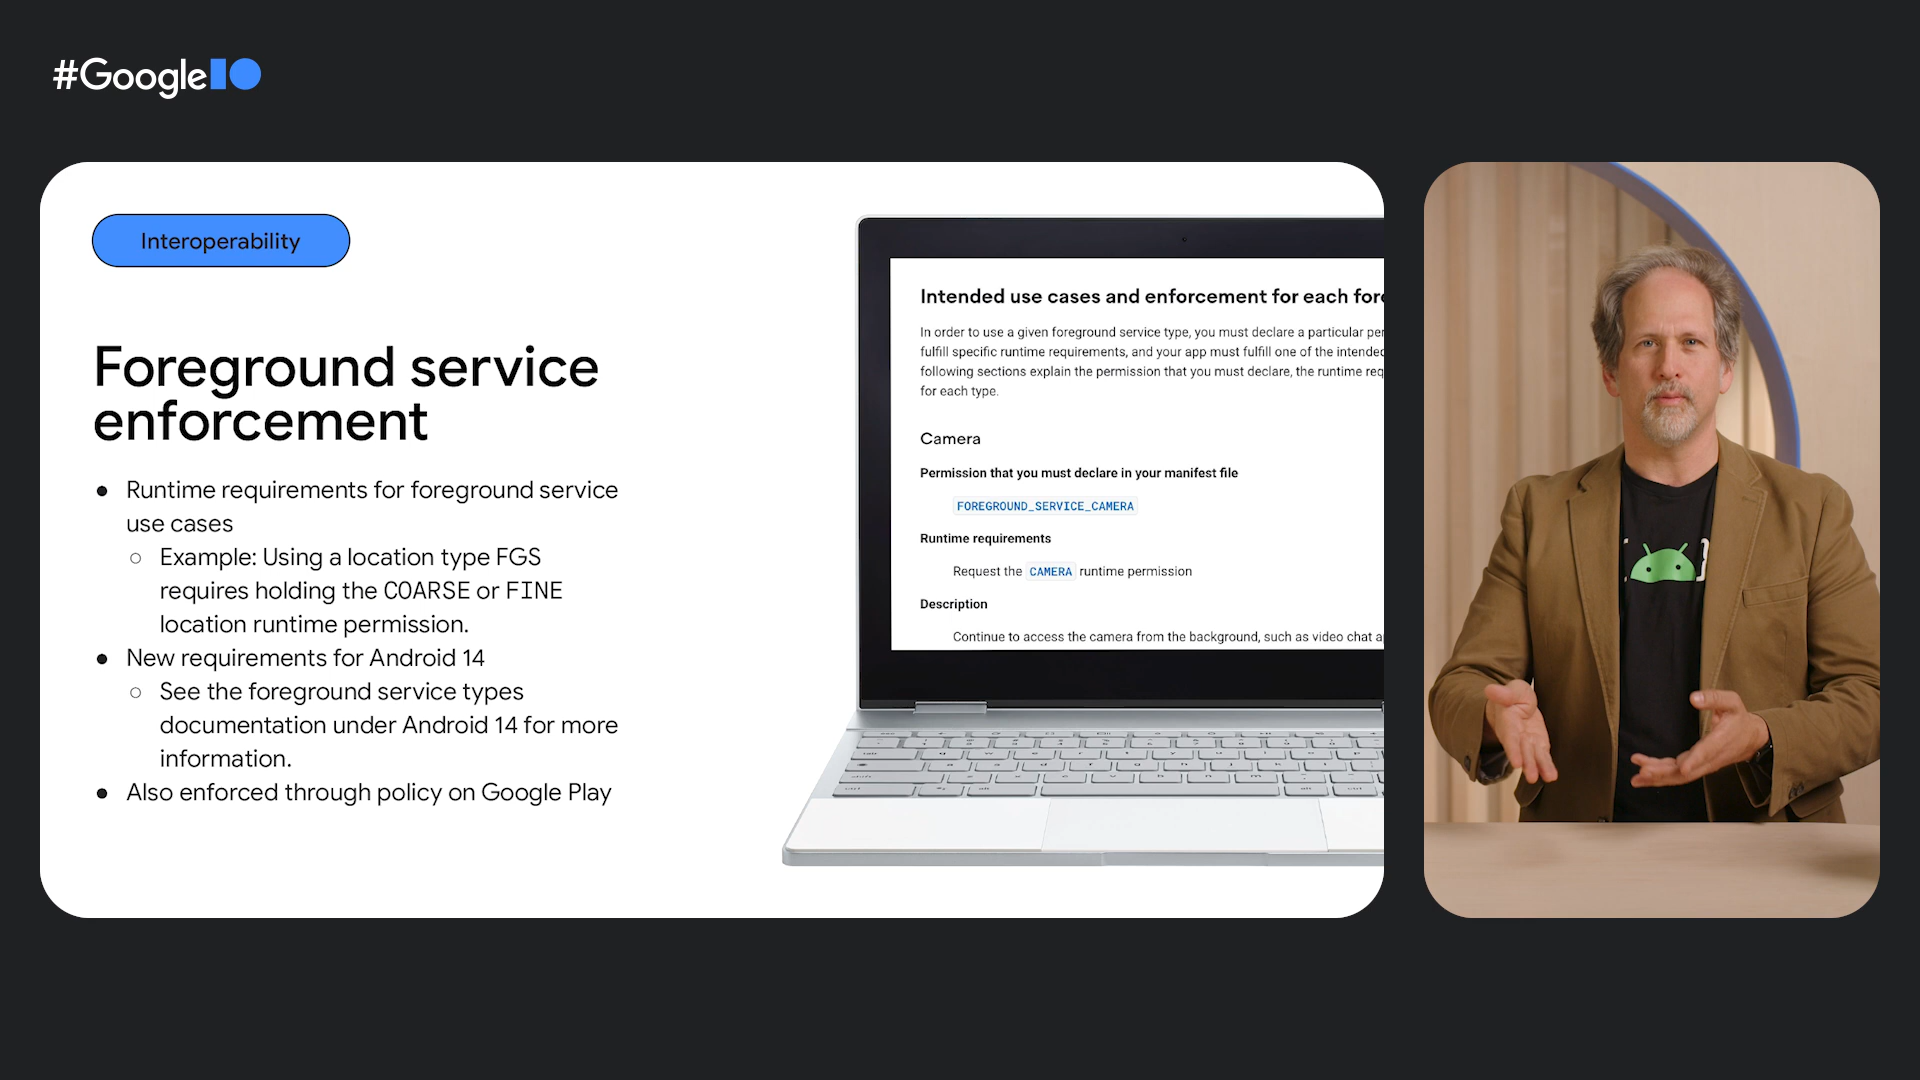 #GoogleIO
Interoperability
Foreground service
enforcement
● Runtime requirements for foreground service
use cases
○ Example: Using a location type FGS
requires holding the COARSE or FINE
location runtime permission.
● New requirements for Android 14
○ See the foreground service types
documentation under Android 14 for more
information.
● Also enforced through policy on Google Play
Intended use cases and enforcement for each
In order to use a given foreground service type, you must declare a particular
fulfill specific runtime requirements, and your app must fulfill one of the intended
following sections explain the permission that you must declare, the runtime
for each type.
Camera
Permission that you must declare in your manifest file
FOREGROUND_SERVICE_CAMERA
Runtime requirements
Request the CAMERA runtime permission
Description
Continue to access the camera from the background, such as video chat